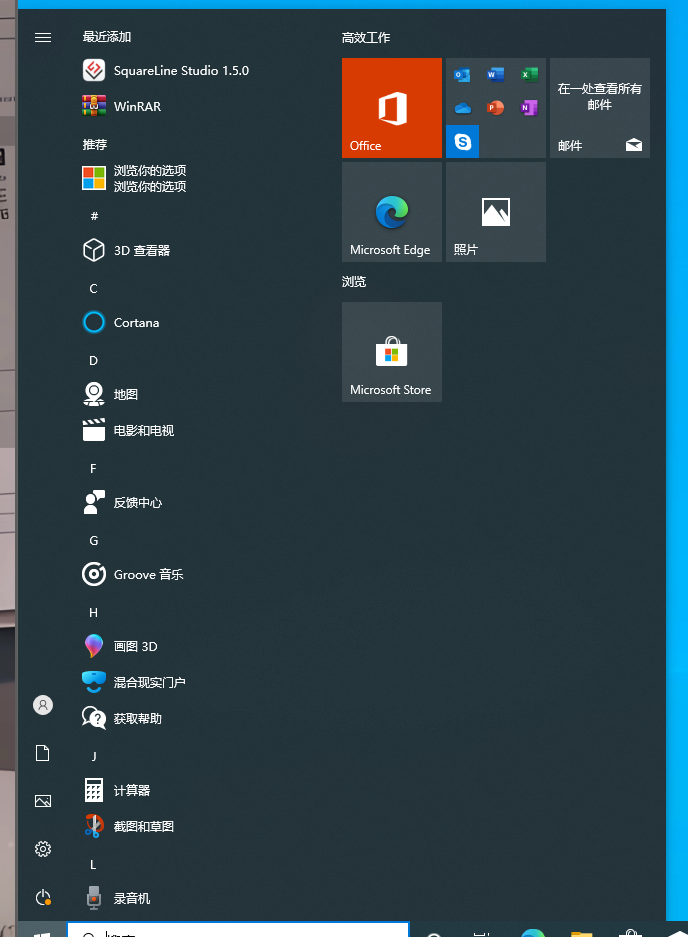 最近添加
SquareLine Studio 1.5.0
WinRAR
推荐
浏览你的选项
浏览你的选项
#
3D 查看器
C
Cortana
D
地图
电影和电视
F
反馈中心
G
Groove 音乐
H
画图 3D
混合现实门户
获取帮助
J
计算器
截图和草图
L
录音机
高效工作
Office
在一处查看所有
邮件
邮件
Microsoft Edge
照片
浏览
Microsoft Store